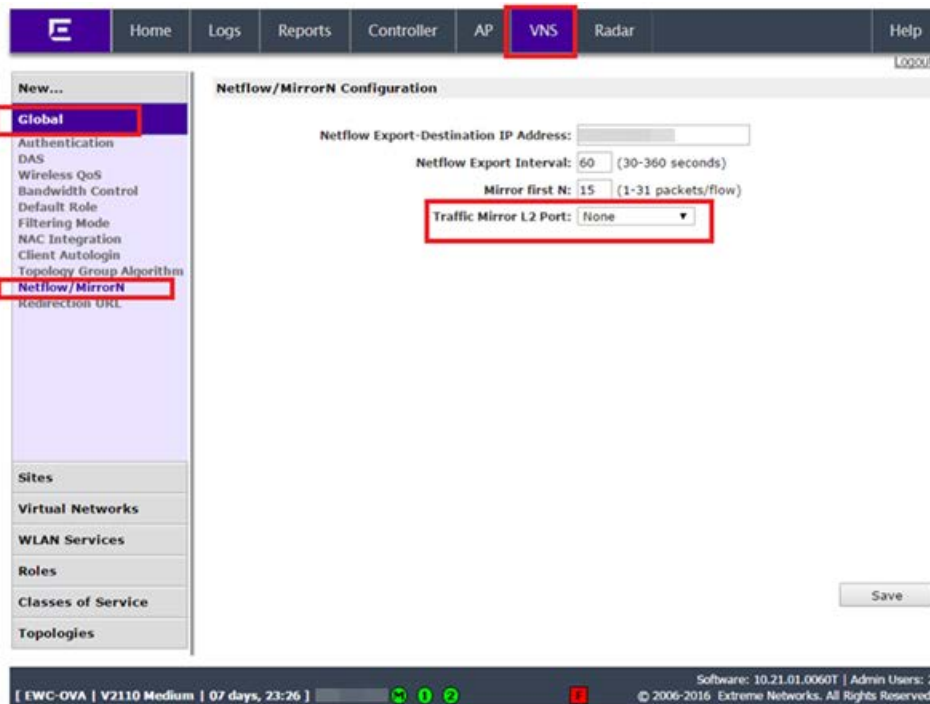 Home Logs Reports Controller AP VNS Radar Help
Logout
New...
Netflow/MirrorN Configuration
Global
Authentication
DAS
Wireless QoS
Bandwidth Control
Default Role
Filtering Mode
NAC Integration
Client Autologin
Topology Group Algorithm
Netflow/MirrorN
Redirection URL
Netflow Export-Destination IP Address:
Netflow Export Interval: 60 (30-360 seconds)
Mirror first N: 15 (1-31 packets/flow)
Traffic Mirror L2 Port: None
Sites
Virtual Networks
WLAN Services
Roles
Classes of Service
Topologies
Save
[ EWC-OVA | V2110 Medium | 07 days, 23:26 ] M 1 2 F
Software: 10.21.01.0060T | Admin Users:
© 2006-2016 Extreme Networks. All Rights Reserved